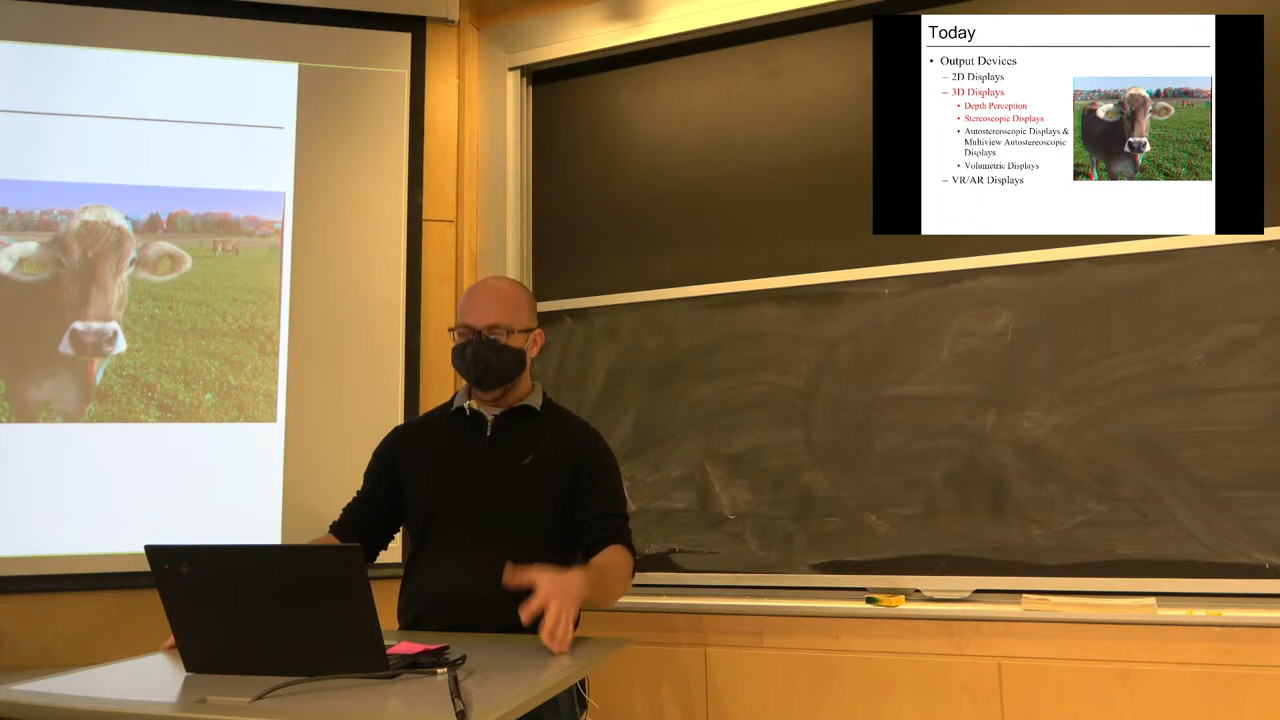 Today
• Output Devices
– 2D Displays
– 3D Displays
• Depth Perception
• Stereoscopic Displays
• Autostereoscopic Displays &
Multiview Autostereoscopic
Displays
• Volumetric Displays
– VR/AR Displays